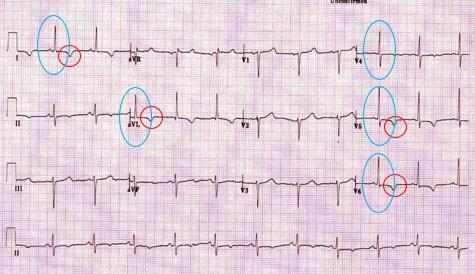 Unconfirmed
I aVR V1 V4
II aVL V2 V5
III aVF V3 V6
II